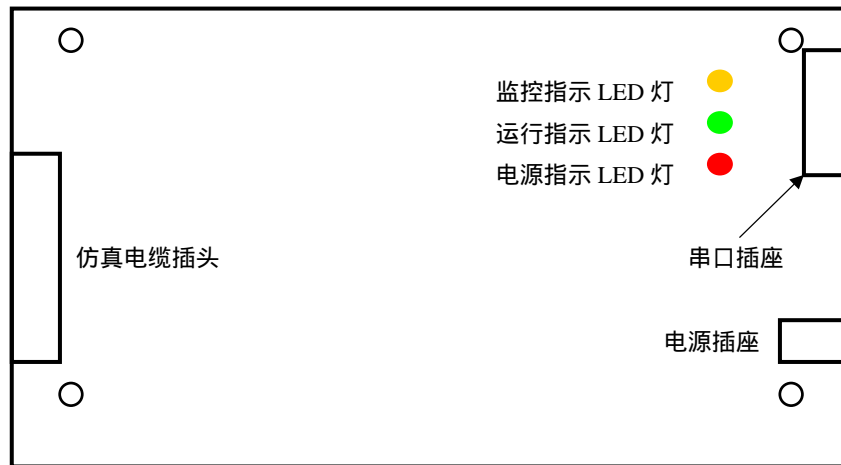 监控指示 LED 灯
运行指示 LED 灯
电源指示 LED 灯
仿真电缆插头
串口插座
电源插座